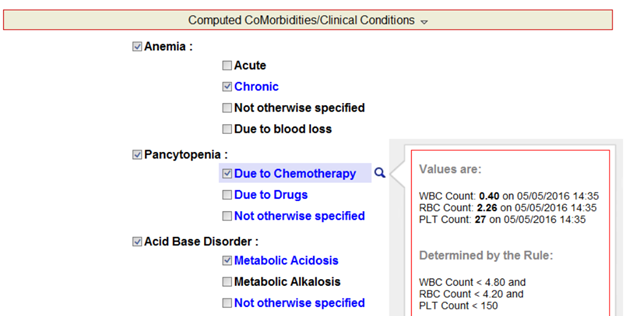 Computed CoMorbidities/Clinical Conditions
Anemia :
Acute
Chronic
Not otherwise specified
Due to blood loss
Pancytopenia :
Due to Chemotherapy
Due to Drugs
Not otherwise specified
Acid Base Disorder :
Metabolic Acidosis
Metabolic Alkalosis
Not otherwise specified
Values are:
WBC Count: 0.40 on 05/05/2016 14:35
RBC Count: 2.26 on 05/05/2016 14:35
PLT Count: 27 on 05/05/2016 14:35
Determined by the Rule:
WBC Count < 4.80 and
RBC Count < 4.20 and
PLT Count < 150